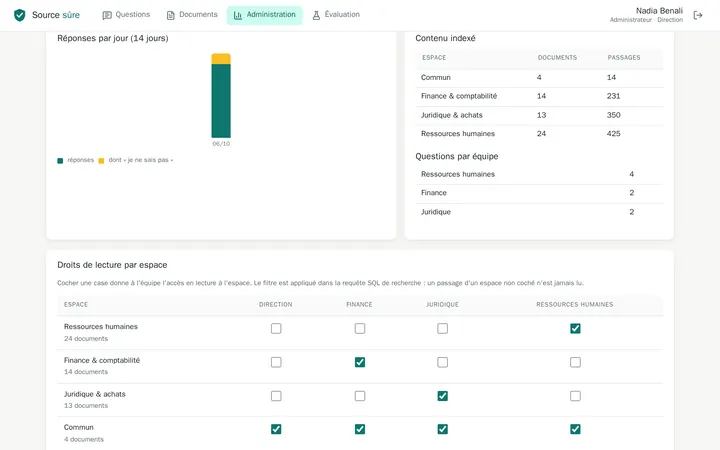 Source sûre
Questions
Documents
Administration
Évaluation
Nadia Benali
Administrateur · Direction
Réponses par jour (14 jours)
06/10
réponses
dont « je ne sais pas »
Contenu indexé
ESPACE DOCUMENTS PASSAGES
Commun 4 14
Finance & comptabilité 14 231
Juridique & achats 13 350
Ressources humaines 24 425
Questions par équipe
Ressources humaines 4
Finance 2
Juridique 2
Droits de lecture par espace
Cocher une case donne à l'équipe l'accès en lecture à l'espace. Le filtre est appliqué dans la requête SQL de recherche : un passage d'un espace non coché n'est jamais lu.
ESPACE DIRECTION FINANCE JURIDIQUE RESSOURCES HUMAINES
Ressources humaines
24 documents
Finance & comptabilité
14 documents
Juridique & achats
13 documents
Commun
4 documents